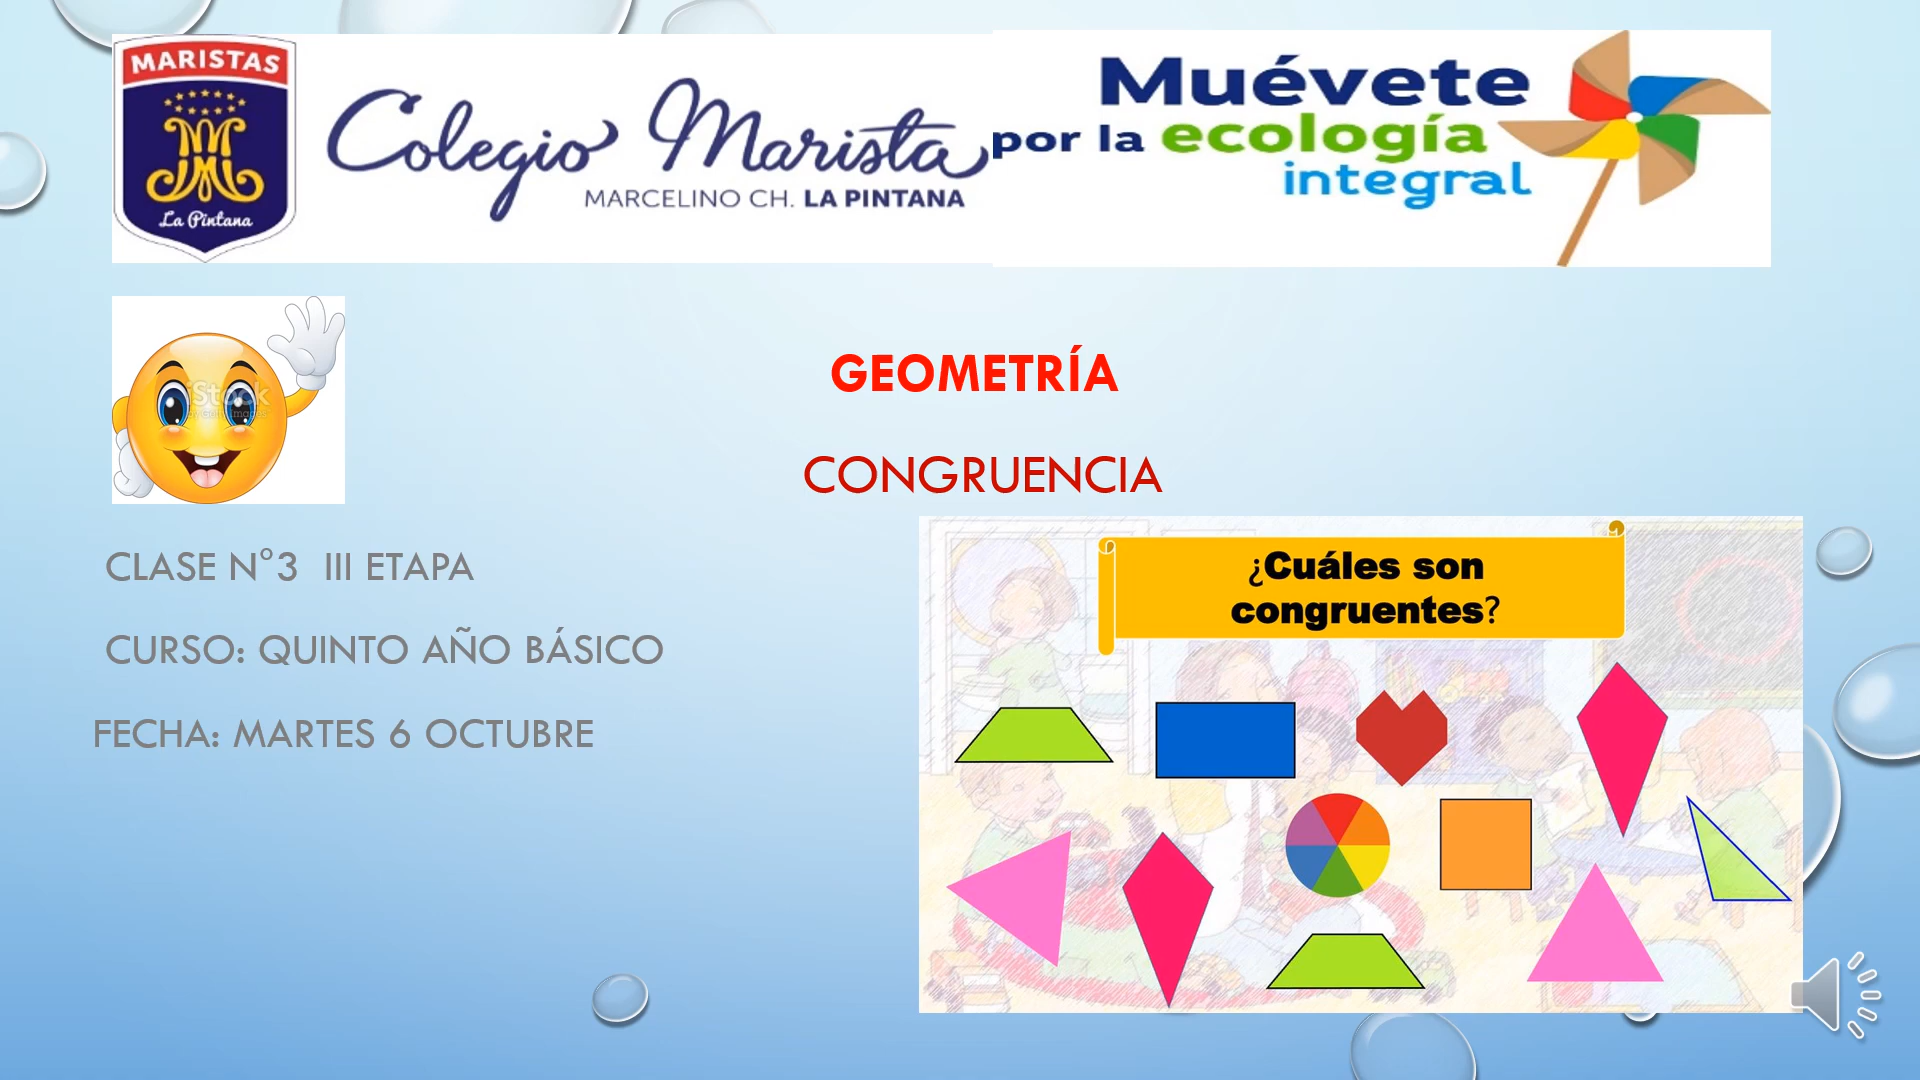 MARISTAS
La Pintana
Colegio Marista
MARCELINO CH. LA PINTANA
Muévete
por la ecología
integral
iStock
GEOMETRÍA
CONGRUENCIA
CLASE N°3 III ETAPA
CURSO: QUINTO AÑO BÁSICO
FECHA: MARTES 6 OCTUBRE
¿Cuáles son
congruentes?